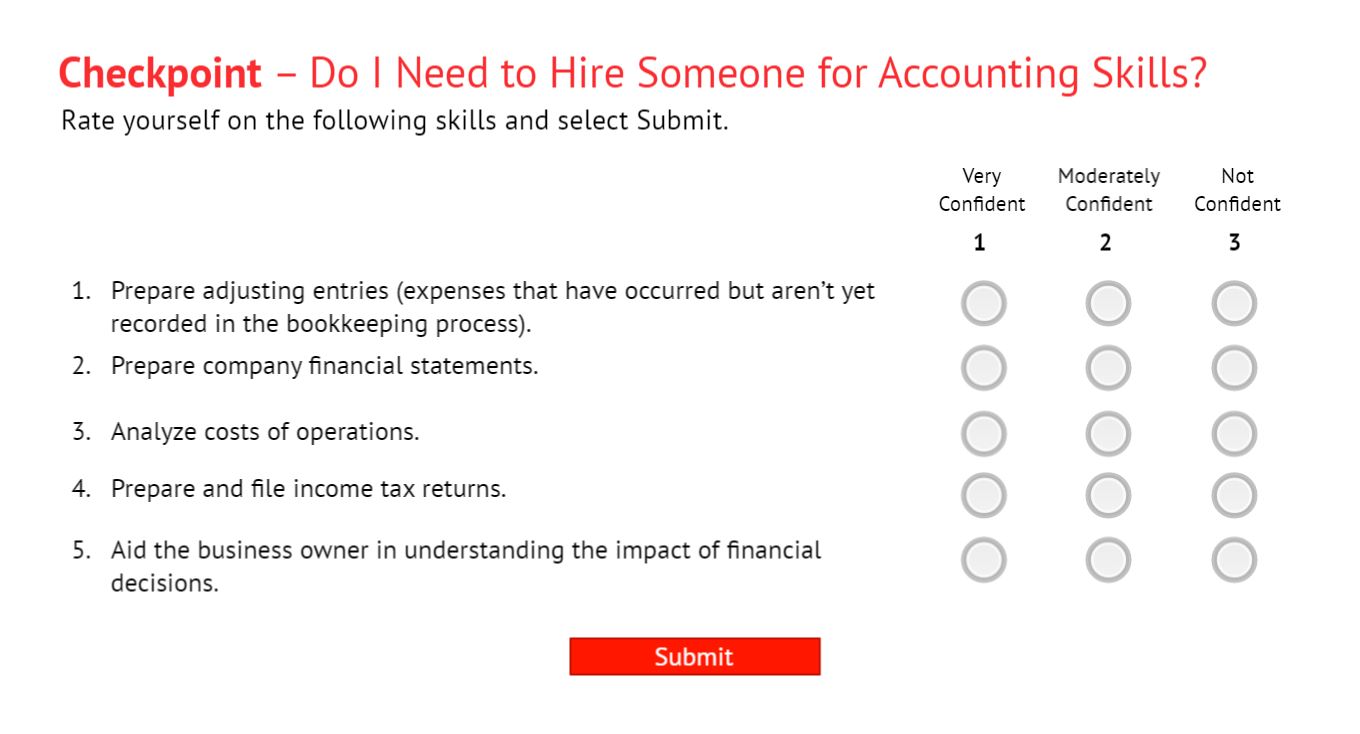 Checkpoint – Do I Need to Hire Someone for Accounting Skills?
Rate yourself on the following skills and select Submit.
Very Confident
Moderately Confident
Not Confident
1 2 3
1. Prepare adjusting entries (expenses that have occurred but aren’t yet
recorded in the bookkeeping process).
2. Prepare company financial statements.
3. Analyze costs of operations.
4. Prepare and file income tax returns.
5. Aid the business owner in understanding the impact of financial
decisions.
Submit